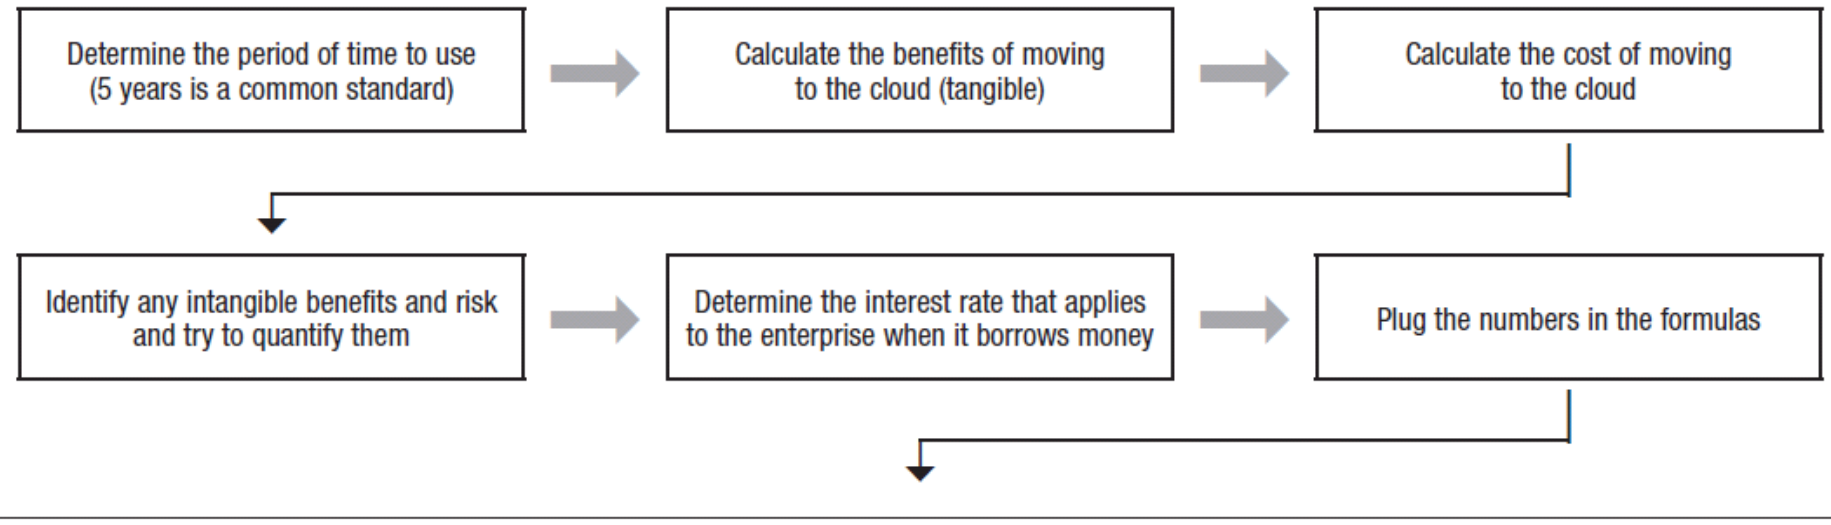 Determine the period of time to use
(5 years is a common standard)
Calculate the benefits of moving
to the cloud (tangible)
Calculate the cost of moving
to the cloud
Identify any intangible benefits and risk
and try to quantify them
Determine the interest rate that applies
to the enterprise when it borrows money
Plug the numbers in the formulas